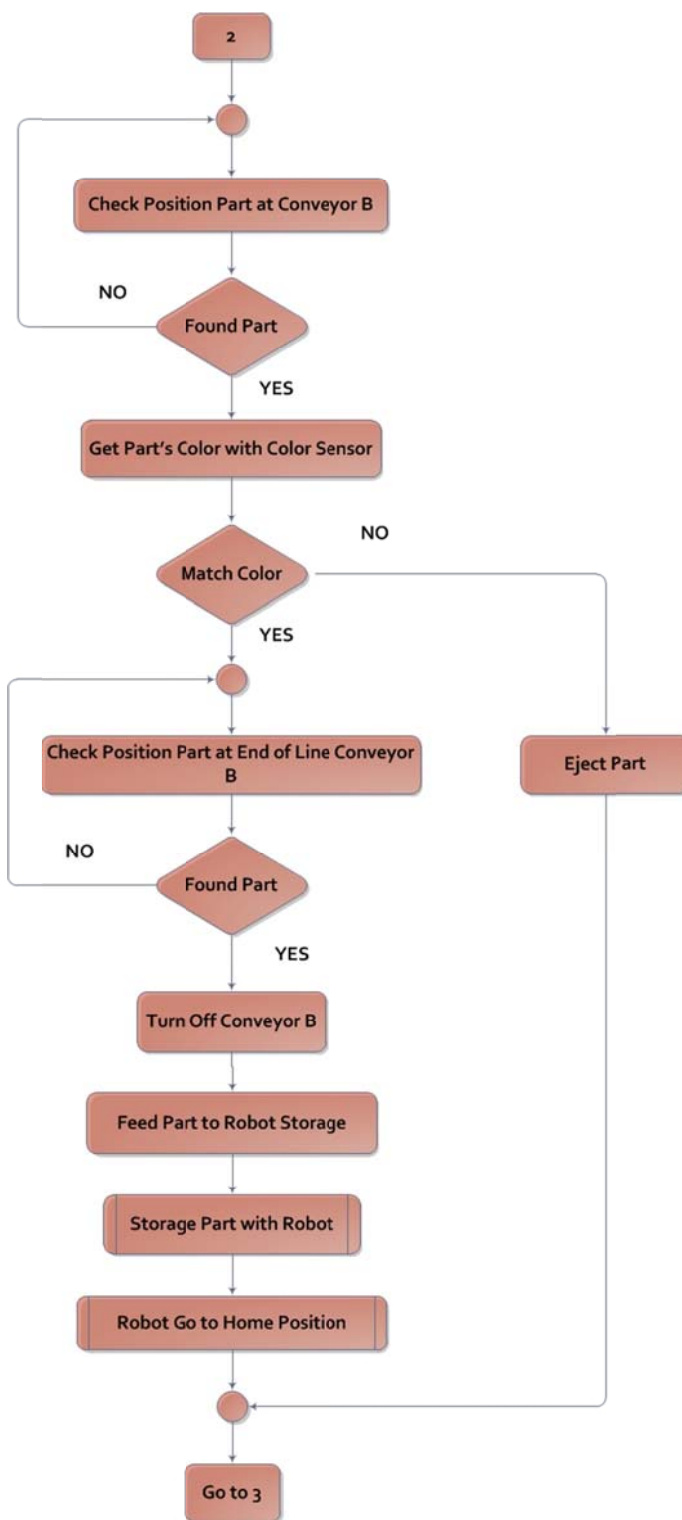 2
Check Position Part at Conveyor B
NO
Found Part
YES
Get Part's Color with Color Sensor
NO
Match Color
YES
Check Position Part at End of Line Conveyor
B
Eject Part
NO
Found Part
YES
Turn Off Conveyor B
Feed Part to Robot Storage
Storage Part with Robot
Robot Go to Home Position
Go to 3